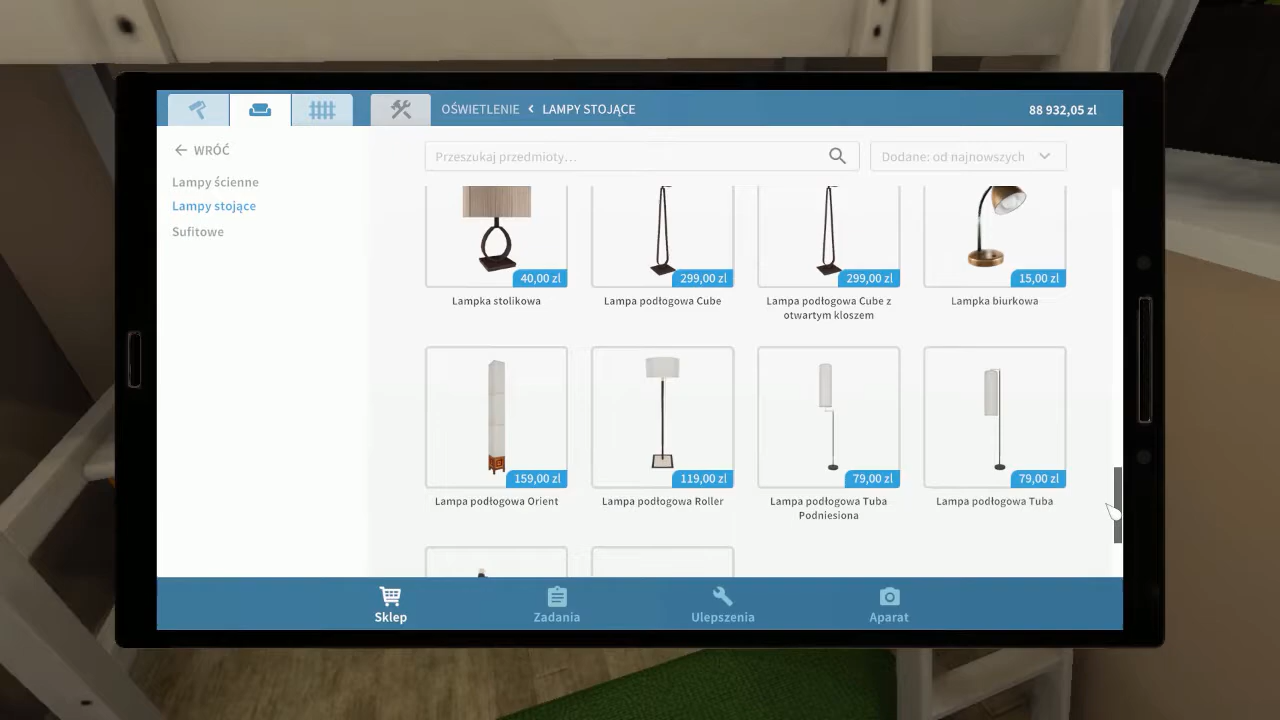 OŚWIETLENIE LAMPY STOJĄCE
88 932,05 zl
WRÓĆ
Przeszukaj przedmioty...
Dodane: od najnowszych
Lampy ścienne
Lampy stojące
Sufitowe
40,00 zl
299,00 zl
299,00 zl
15,00 zl
Lampka stolikowa
Lampa podłogowa Cube
Lampa podłogowa Cube z
otwartym kloszem
Lampka biurkowa
159,00 zl
119,00 zl
79,00 zl
79,00 zl
Lampa podłogowa Orient
Lampa podłogowa Roller
Lampa podłogowa Tuba
Podniesiona
Lampa podłogowa Tuba
Sklep
Zadania
Ulepszenia
Aparat